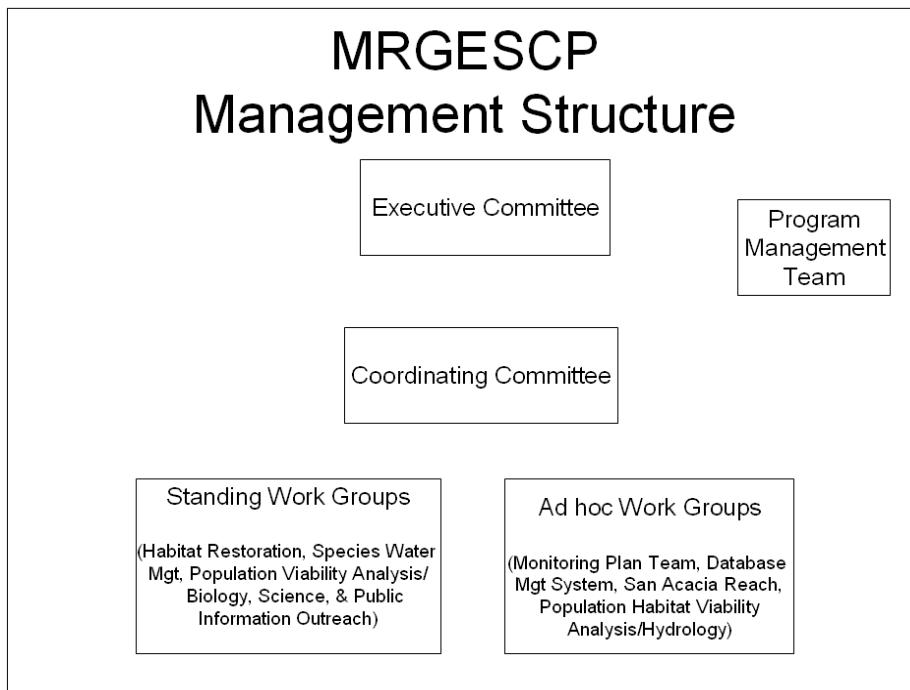 MRGESCP
Management Structure
Executive Committee
Program
Management
Team
Coordinating Committee
Standing Work Groups
(Habitat Restoration, Species Water
Mgt, Population Viability Analysis/
Biology, Science, & Public
Information Outreach)
Ad hoc Work Groups
(Monitoring Plan Team, Database
Mgt System, San Acacia Reach,
Population Habitat Viability
Analysis/Hydrology)